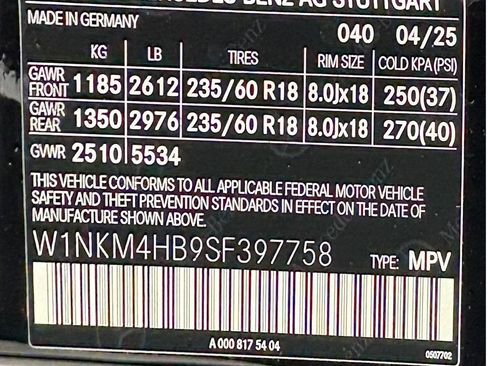 BENZ AG STUTTGART
MADE IN GERMANY
040 04/25
KG LB TIRES RIM SIZE COLD KPA(PSI)
GAWR FRONT 1185 2612 235/60 R18 8.0Jx18 250(37)
GAWR REAR 1350 2976 235/60 R18 8.0Jx18 270(40)
GVWR 2510 5534
THIS VEHICLE CONFORMS TO ALL APPLICABLE FEDERAL MOTOR VEHICLE
SAFETY AND THEFT PREVENTION STANDARDS IN EFFECT ON THE DATE OF
MANUFACTURE SHOWN ABOVE.
W1NKM4HB9SF397758 TYPE: MPV
A 000 817 54 04
0507702